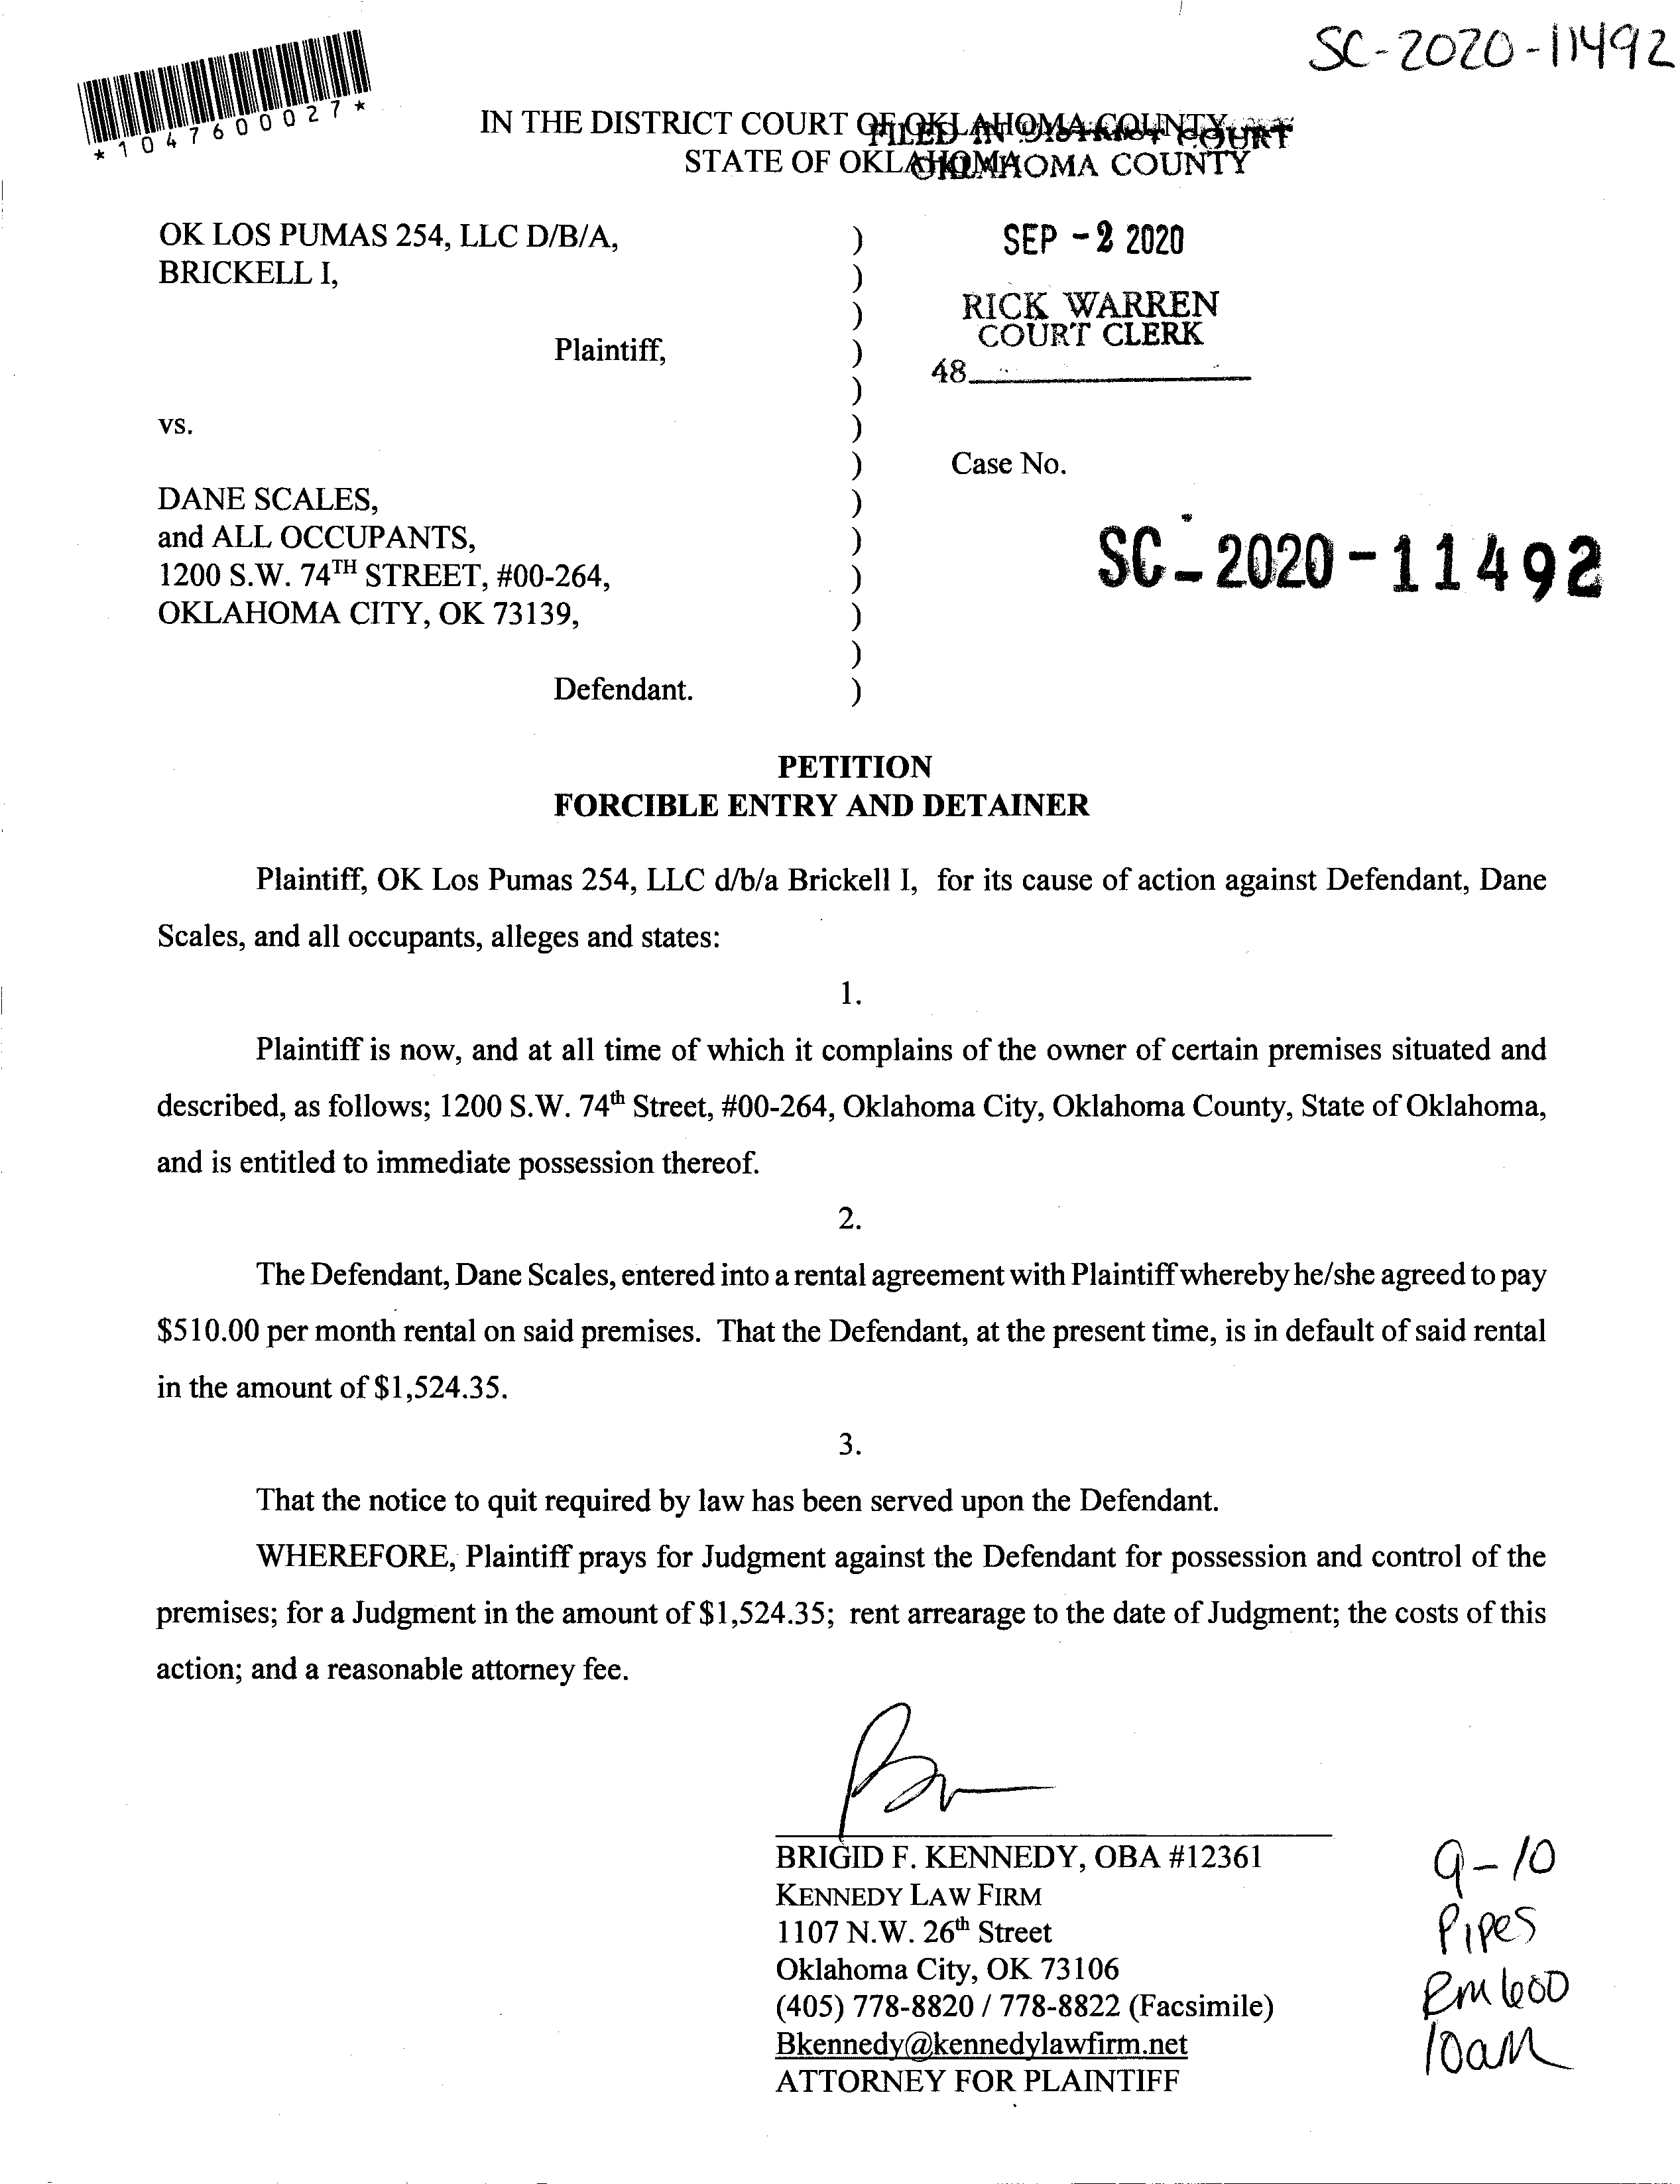 SC-2020-11492
*1047600027*
IN THE DISTRICT COURT OF OKLAHOMA COUNTY
FILED IN DISTRICT COURT
STATE OF OKLAHOMA
OKLAHOMA COUNTY
OK LOS PUMAS 254, LLC D/B/A, )
BRICKELL I, )
)
Plaintiff, )
)
vs. )
)
DANE SCALES, )
and ALL OCCUPANTS, )
1200 S.W. 74TH STREET, #00-264, )
OKLAHOMA CITY, OK 73139, )
)
Defendant. )
SEP -2 2020
RICK WARREN
COURT CLERK
48
Case No.
SC-2020-11492
PETITION
FORCIBLE ENTRY AND DETAINER
Plaintiff, OK Los Pumas 254, LLC d/b/a Brickell I, for its cause of action against Defendant, Dane
Scales, and all occupants, alleges and states:
1.
Plaintiff is now, and at all time of which it complains of the owner of certain premises situated and
described, as follows; 1200 S.W. 74th Street, #00-264, Oklahoma City, Oklahoma County, State of Oklahoma,
and is entitled to immediate possession thereof.
2.
The Defendant, Dane Scales, entered into a rental agreement with Plaintiff whereby he/she agreed to pay
$510.00 per month rental on said premises. That the Defendant, at the present time, is in default of said rental
in the amount of $1,524.35.
3.
That the notice to quit required by law has been served upon the Defendant.
WHEREFORE, Plaintiff prays for Judgment against the Defendant for possession and control of the
premises; for a Judgment in the amount of $1,524.35; rent arrearage to the date of Judgment; the costs of this
action; and a reasonable attorney fee.
BRIGID F. KENNEDY, OBA #12361
KENNEDY LAW FIRM
1107 N.W. 26th Street
Oklahoma City, OK 73106
(405) 778-8820 / 778-8822 (Facsimile)
Bkennedy@kennedylawfirm.net
ATTORNEY FOR PLAINTIFF
9-10
Pipes
Rm 600
10am